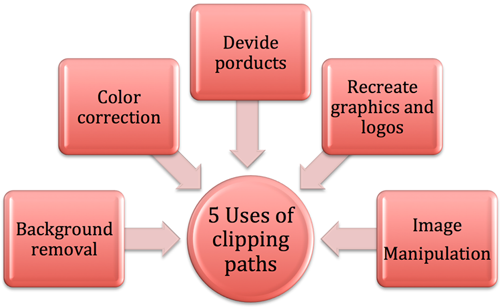 Devide
porducts
Color
correction
Recreate
graphics and
logos
Background
removal
5 Uses of
clipping
paths
Image
Manipulation